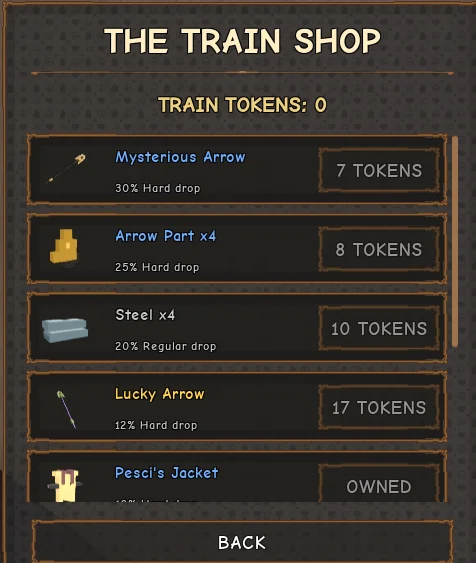 THE TRAIN SHOP
TRAIN TOKENS: 0
Mysterious Arrow
30% Hard drop
7 TOKENS
Arrow Part x4
25% Hard drop
8 TOKENS
Steel x4
20% Regular drop
10 TOKENS
Lucky Arrow
12% Hard drop
17 TOKENS
Pesci's Jacket
OWNED
BACK